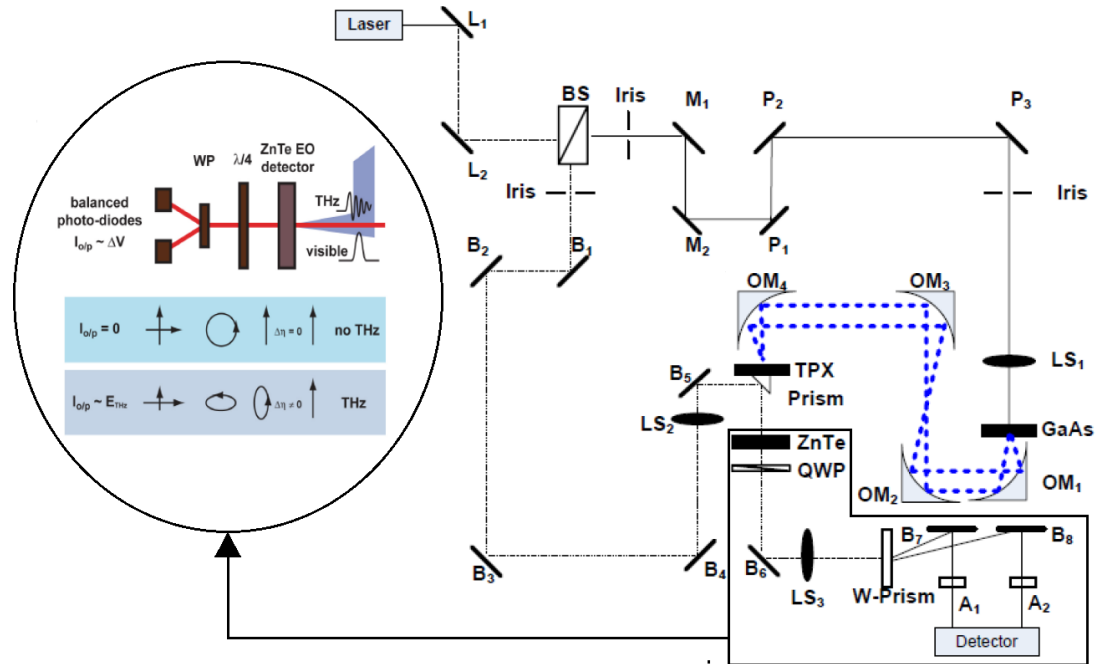 Laser
L1
BS
Iris
M1
P2
P3
L2
Iris
Iris
M2
P1
B2
B1
OM4
OM3
LS1
B5
TPX
Prism
LS2
GaAs
ZnTe
QWP
OM2
OM1
B3
B4
B6
LS3
W-Prism
B7
B8
A1
A2
Detector
WP
λ/4
ZnTe EO
detector
balanced
photo-diodes
Io/p ~ ΔV
THz
visible
Io/p = 0 Δη = 0 no THz
Io/p ~ ETHz Δη ≠ 0 THz